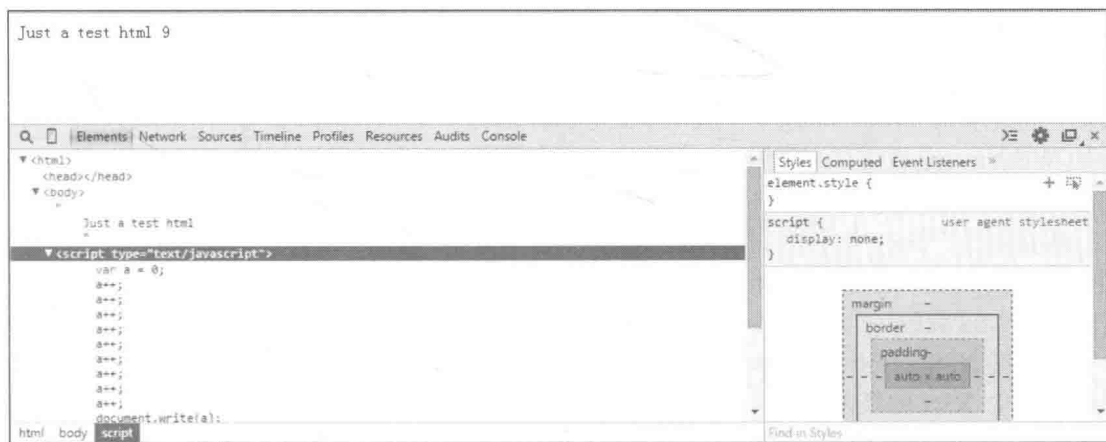 Just a test html 9
Elements Network Sources Timeline Profiles Resources Audits Console
▼<html>
<head></head>
▼<body>
"
Just a test html
"
▼<script type="text/javascript">
var a = 0;
a++;
a++;
a++;
a++;
a++;
a++;
a++;
a++;
a++;
document.write(a);
html body script
Styles Computed Event Listeners »
element.style {
}
script { user agent stylesheet
display: none;
}
margin –
border –
padding-
– – – auto × auto – – –
–
Find in Styles